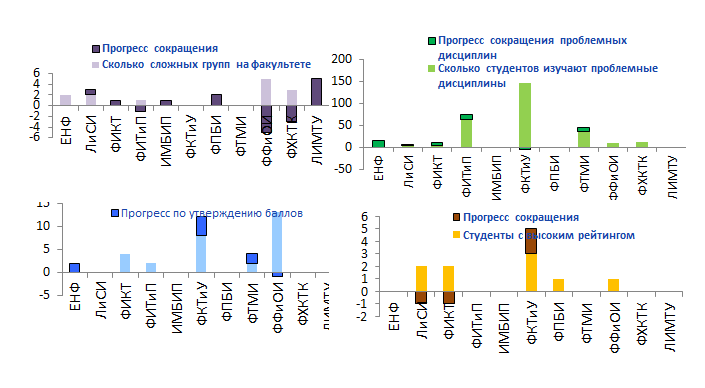 Прогресс сокращения
Сколько сложных групп на факультете
6
4
2
0
-2
-4
-6
ЕНФ
ЛиСИ
ФИКТ
ФИТиП
ИМБИП
ФКТиУ
ФПБИ
ФТМИ
ФФиОИ
ФХКТК
ЛИМТУ
Прогресс сокращения проблемных
дисциплин
Сколько студентов изучают проблемные
дисциплины
200
150
100
50
0
-50
ЕНФ
ЛиСИ
ФИКТ
ФИТиП
ИМБИП
ФКТиУ
ФПБИ
ФТМИ
ФФиОИ
ФХКТК
ЛИМТУ
Прогресс по утверждению баллов
15
10
5
0
-5
ЕНФ
ЛиСИ
ФИКТ
ФИТиП
ИМБИП
ФКТиУ
ФПБИ
ФТМИ
ФФиОИ
ФХКТК
ЛИМТУ
Прогресс сокращения
Студенты с высоким рейтингом
6
5
4
3
2
1
0
-1
-2
ЕНФ
ЛиСИ
ФИКТ
ФИТиП
ИМБИП
ФКТиУ
ФПБИ
ФТМИ
ФФиОИ
ФХКТК
ЛИМТУ